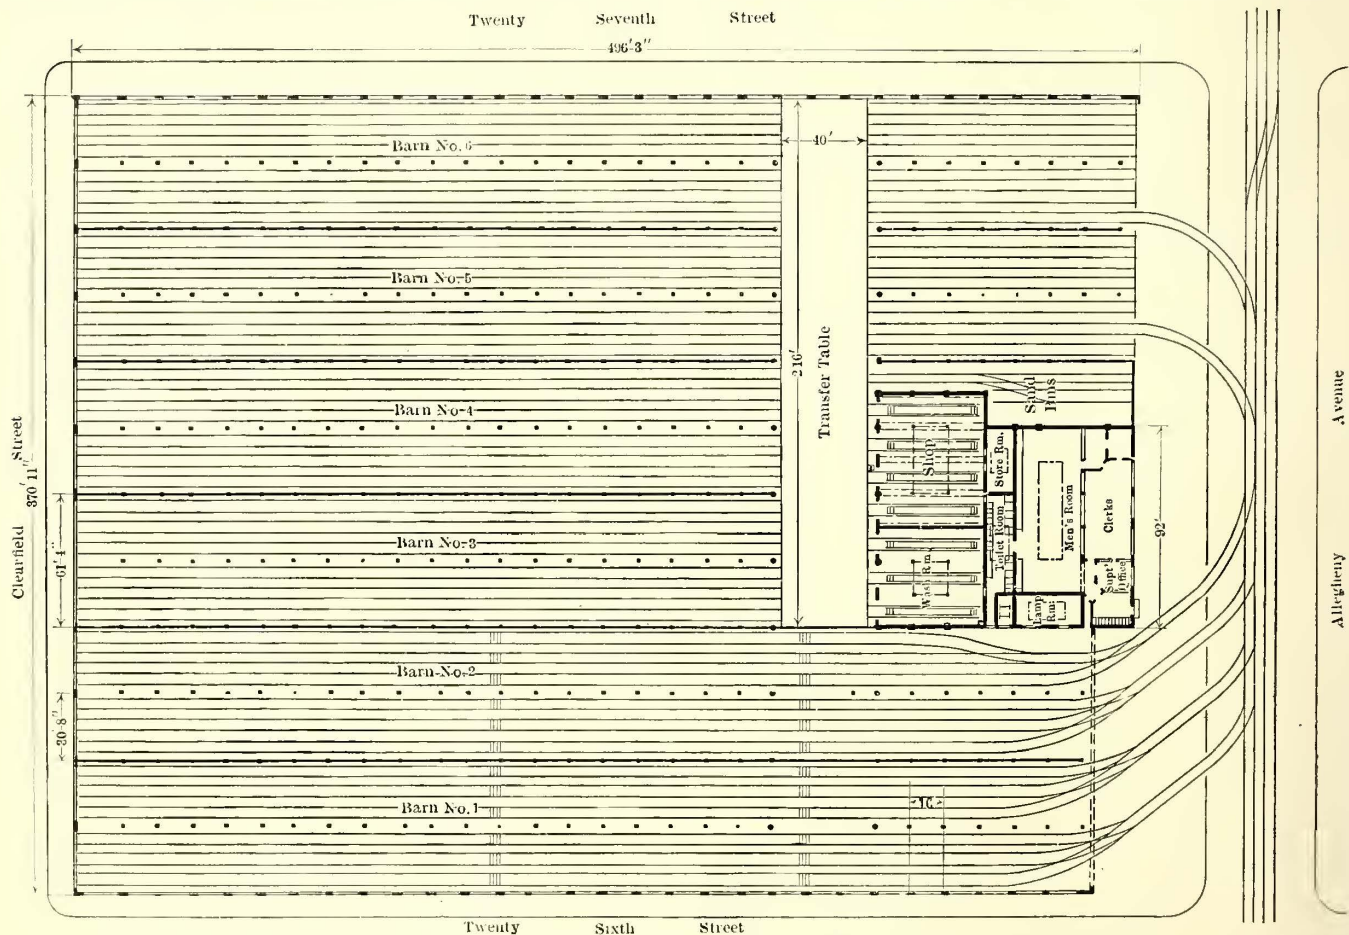 Twenty Seventh Street
496'3"
Barn No. 6
40'
Barn No. 5
216'
Transfer Table
Sand Bins
Barn No. 4
Clearfield Street
370'11"
Shop
Store Rm.
Avenue
61'4"
Barn No. 3
Wash Rm.
Toilet Room
Men's Room
Clerks
92'
Supt's Office
Lamp Rm.
Allegheny
Barn No. 2
30'8"
Barn No. 1
16
Twenty Sixth Street